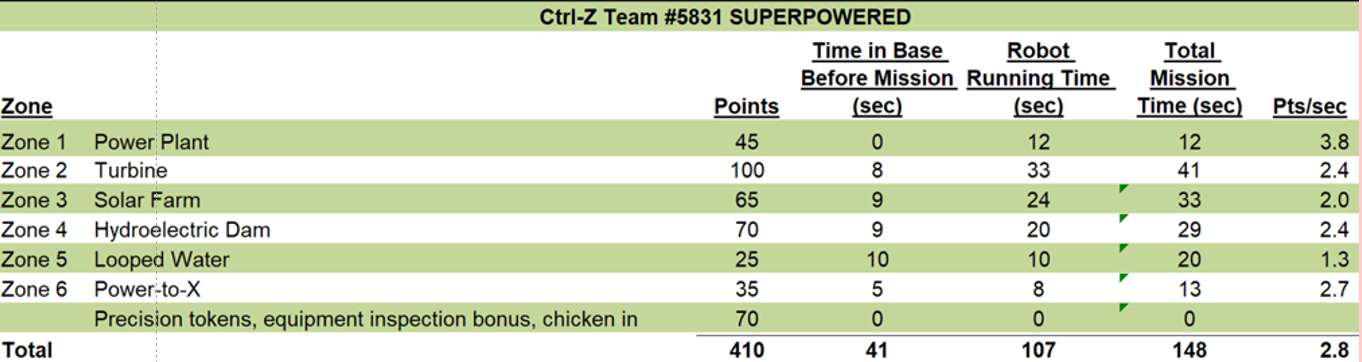 Ctrl-Z Team #5831 SUPERPOWERED
Time in Base Robot Total
Before Mission Running Time Mission
Zone Points (sec) (sec) Time (sec) Pts/sec
Zone 1 Power Plant 45 0 12 12 3.8
Zone 2 Turbine 100 8 33 41 2.4
Zone 3 Solar Farm 65 9 24 33 2.0
Zone 4 Hydroelectric Dam 70 9 20 29 2.4
Zone 5 Looped Water 25 10 10 20 1.3
Zone 6 Power-to-X 35 5 8 13 2.7
Precision tokens, equipment inspection bonus, chicken in 70 0 0 0
Total 410 41 107 148 2.8